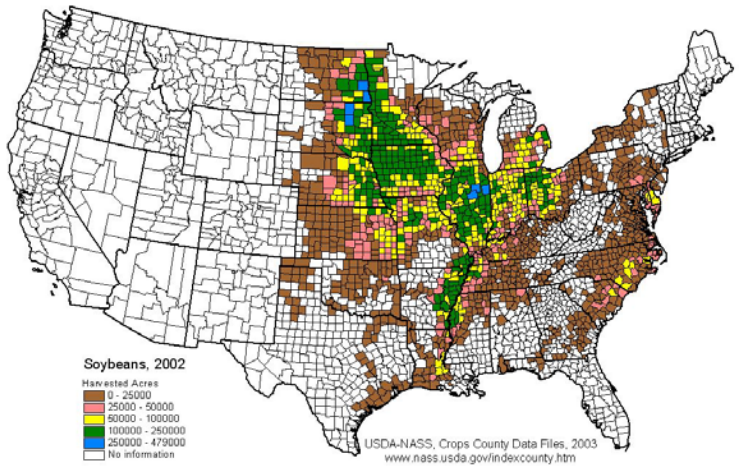 Soybeans, 2002
Harvested Acres
0 - 25000
25000 - 50000
50000 - 100000
100000 - 250000
250000 - 479000
No information
USDA-NASS, Crops County Data Files, 2003
www.nass.usda.gov/indexcounty.htm